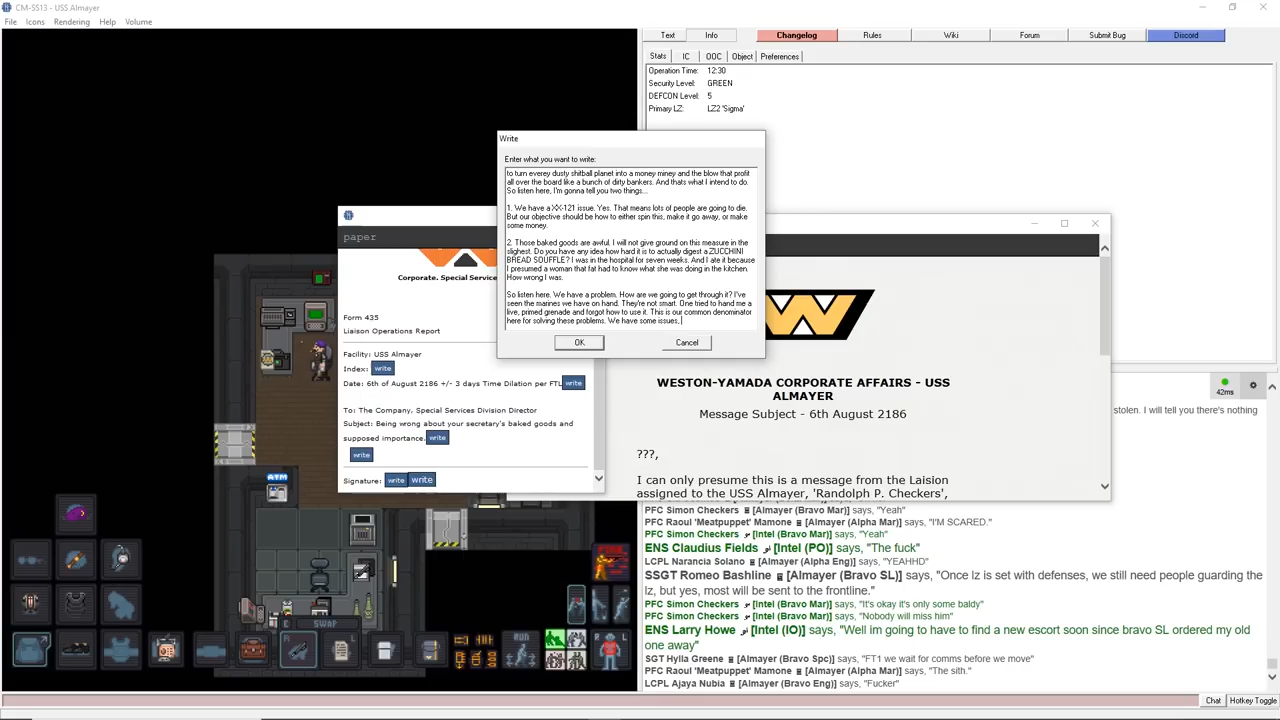 CM-SS13 - USS Almayer
File Icons Rendering Help Volume
Text Info Changelog Rules Wiki Forum Submit Bug Discord
Stats IC OOC Object Preferences
Operation Time: 12:30
Security Level: GREEN
DEFCON Level: 5
Primary LZ: LZ2 'Sigma'
Write
Enter what you want to write:
to turn everey dusty shitball planet into a money miney and the blow that profit
all over the board like a bunch of dirty bankers. And thats what I intend to do.
So listen here, I'm gonna tell you two things...
1. We have a XX-121 issue. Yes. That means lots of people are going to die.
But our objective should be how to either spin this, make it go away, or make
some money.
2. Those baked goods are awful. I will not give ground on this measure in the
slighest. Do you have any idea how hard it is to actually digest a ZUCCHINI
BREAD SOUFFLE? I was in the hospital for seven weeks. And I ate it because
I presumed a woman that fat had to know what she was doing in the kitchen.
How wrong I was.
So listen here. We have a problem. How are we going to get through it? I've
seen the marines we have on hand. They're not smart. One tried to hand me a
live, primed grenade and forgot how to use it. This is our common denominator
here for solving these problems. We have some issues,
OK Cancel
paper
Corporate. Special Service
Form 435
Liaison Operations Report
Facility: USS Almayer
Index: write
Date: 6th of August 2186 +/- 3 days Time Dilation per FTL write
To: The Company, Special Services Division Director
Subject: Being wrong about your secretary's baked goods and
supposed importance. write
write
Signature: write write
WESTON-YAMADA CORPORATE AFFAIRS - USS
ALMAYER
Message Subject - 6th August 2186
???,
I can only presume this is a message from the Laision
assigned to the USS Almayer, 'Randolph P. Checkers',
42ms
stolen. I will tell you there's nothing
PFC Simon Checkers [Almayer (Bravo Mar)] says, "Yeah"
PFC Raoul 'Meatpuppet' Mamone [Almayer (Alpha Mar)] says, "I'M SCARED."
PFC Simon Checkers [Intel (Bravo Mar)] says, "Yeah"
ENS Claudius Fields [Intel (PO)] says, "The fuck"
LCPL Narancia Solano [Almayer (Alpha Eng)] says, "YEAHHD"
SSGT Romeo Bashline [Almayer (Bravo SL)] says, "Once lz is set with defenses, we still need people guarding the
lz, but yes, most will be sent to the frontline."
PFC Simon Checkers [Intel (Bravo Mar)] says, "It's okay it's only some baldy"
PFC Simon Checkers [Intel (Bravo Mar)] says, "Nobody will miss him"
ENS Larry Howe [Intel (IO)] says, "Well im going to have to find a new escort soon since bravo SL ordered my old
one away"
SGT Hylla Greene [Almayer (Bravo Spc)] says, "FT1 we wait for comms before we move"
PFC Raoul 'Meatpuppet' Mamone [Almayer (Alpha Mar)] says, "The sith."
LCPL Ajaya Nubia [Almayer (Bravo Eng)] says, "Fucker"
ATM
FIRE
SWAP
RUN
R L
Chat Hotkey Toggle